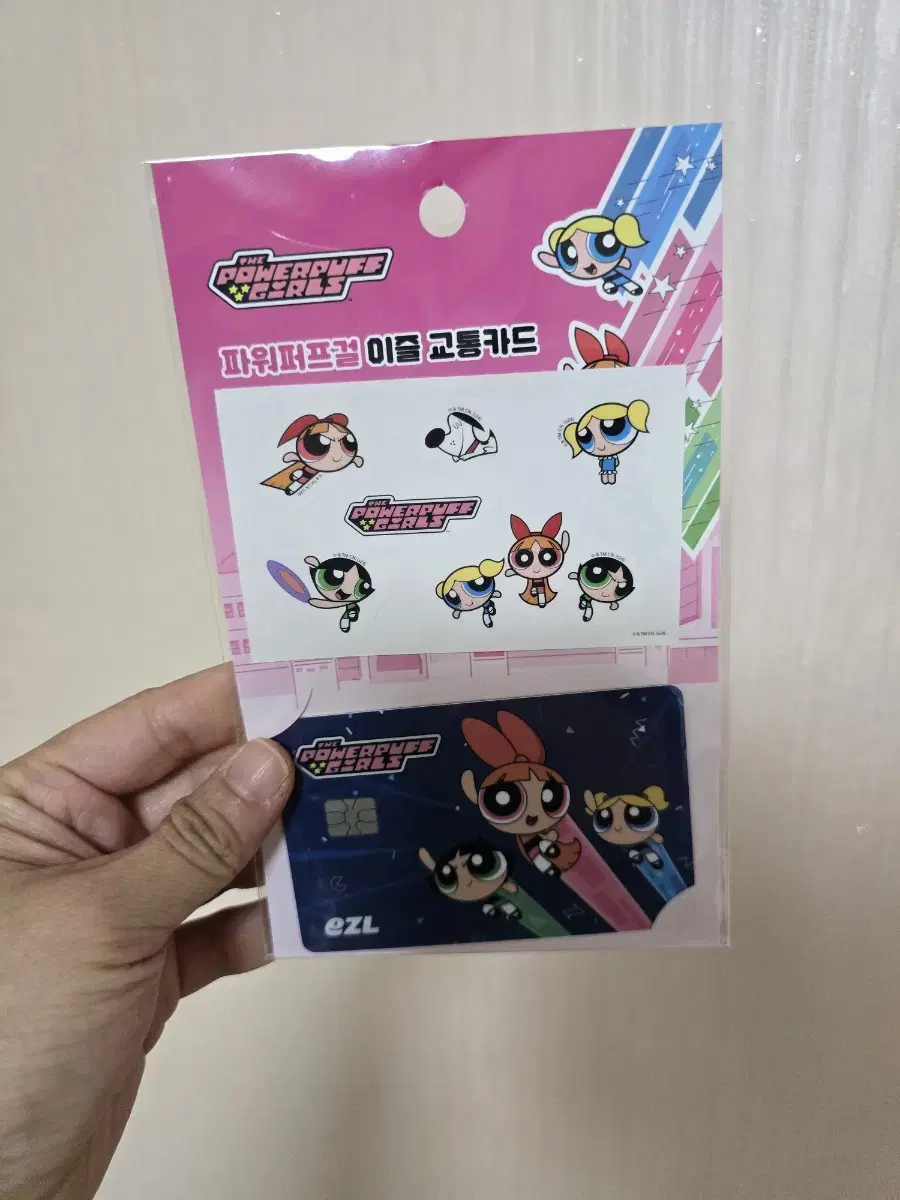 THE
POWERPUFF
GIRLS
파워퍼프걸 이즐 교통카드
THE
POWERPUFF
GIRLS
THE
POWERPUFF
GIRLS
eZL